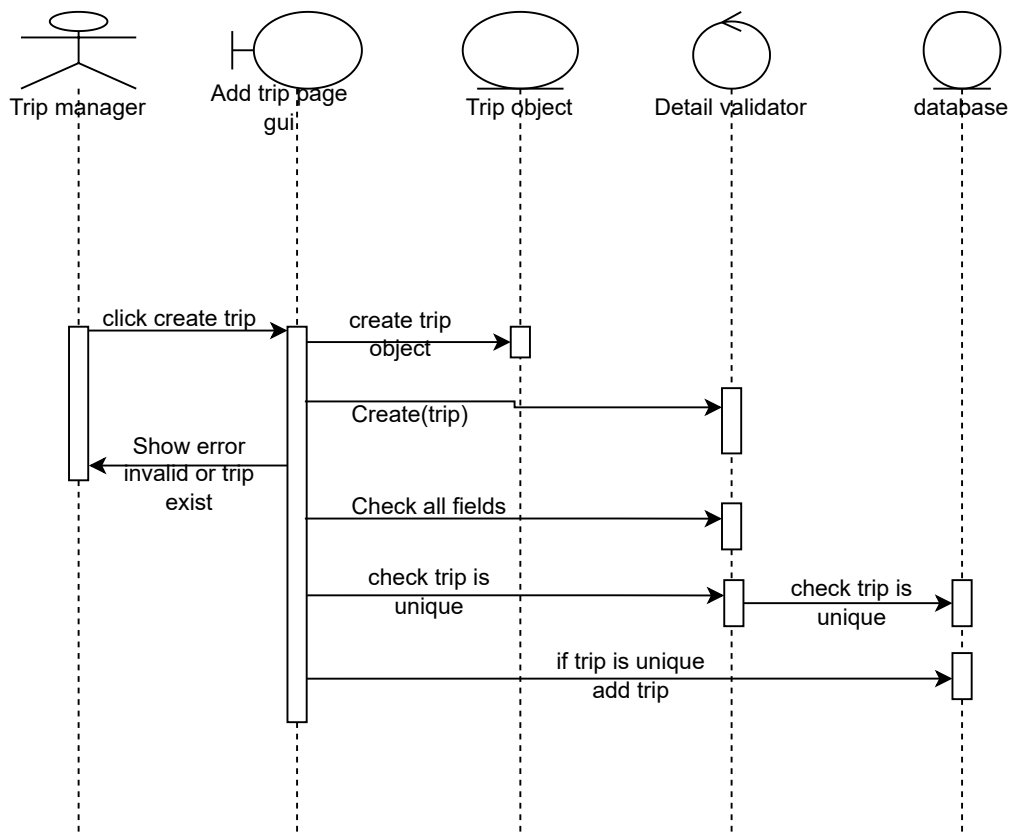 Trip manager
Add trip page
gui
Trip object
Detail validator
database
click create trip
create trip
object
Create(trip)
Show error
invalid or trip
exist
Check all fields
check trip is
unique
check trip is
unique
if trip is unique
add trip